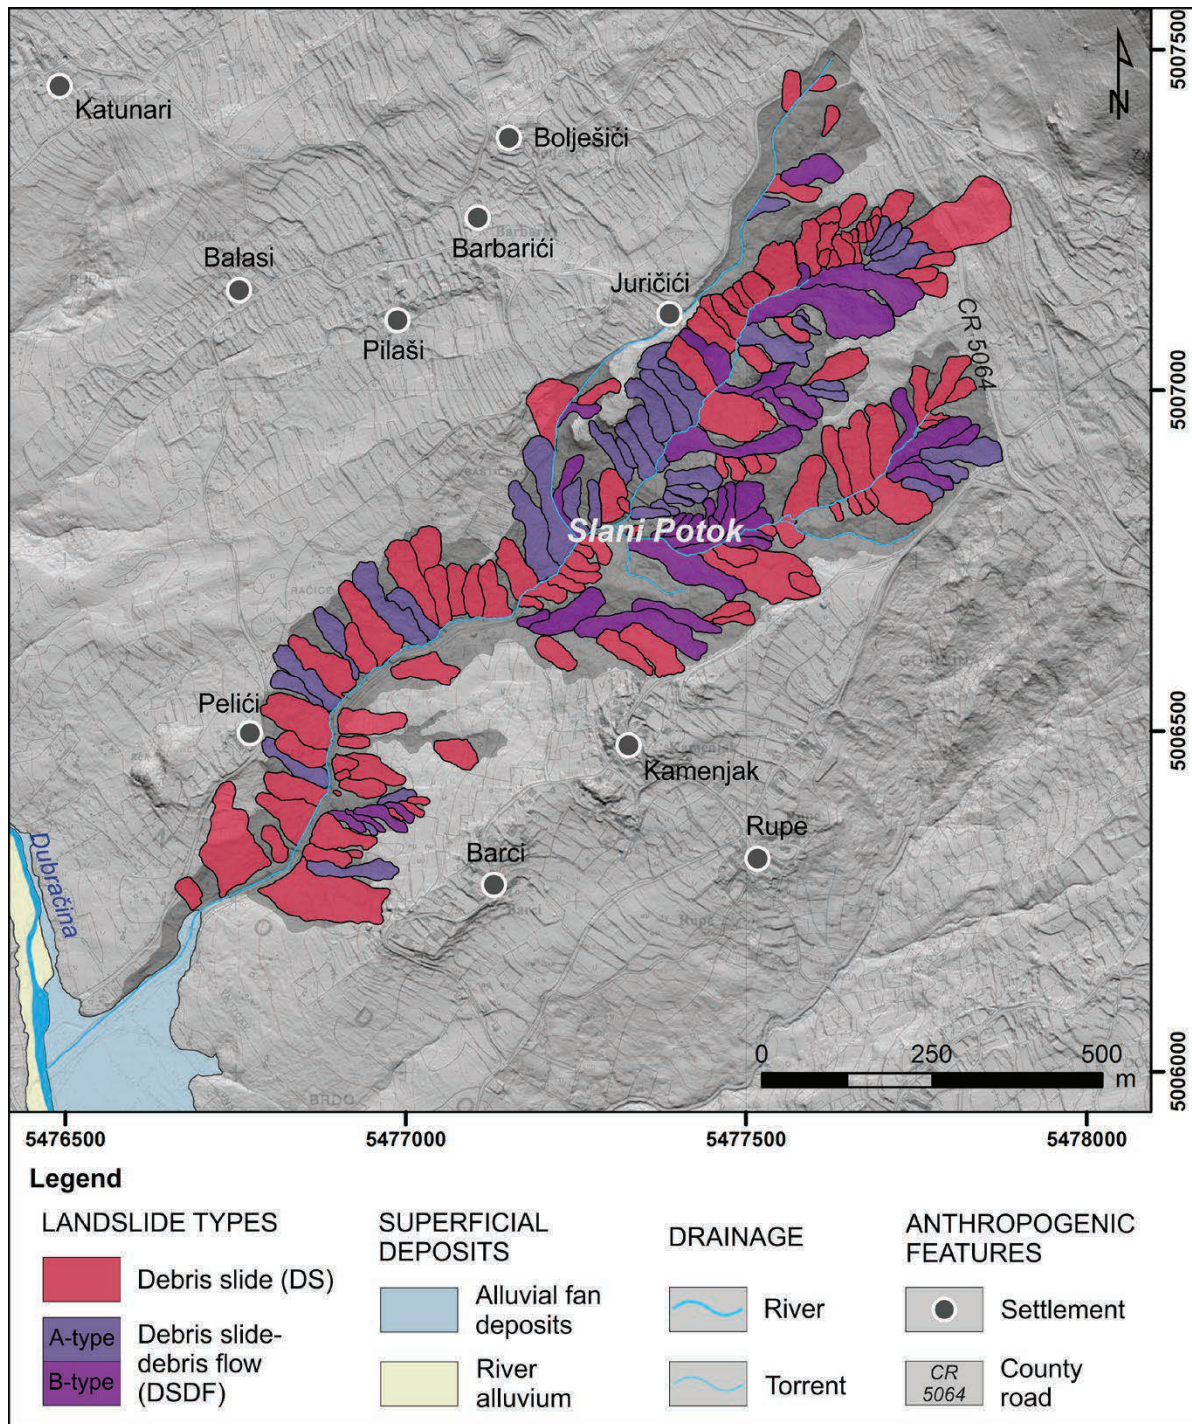 Katunari
Bolješići
Barbarići
Balasi
Juričići
Pilaši
CR 5064
Slani Potok
Pelići
Kamenjak
Rupe
Barci
Dubračina
N
BRDO
0 250 500
m
5007500
5007000
5006500
5006000
5476500 5477000 5477500 5478000
Legend
LANDSLIDE TYPES
Debris slide (DS)
A-type
B-type
Debris slide-
debris flow
(DSDF)
SUPERFICIAL
DEPOSITS
Alluvial fan
deposits
River
alluvium
DRAINAGE
River
Torrent
ANTHROPOGENIC
FEATURES
Settlement
CR
5064
County
road